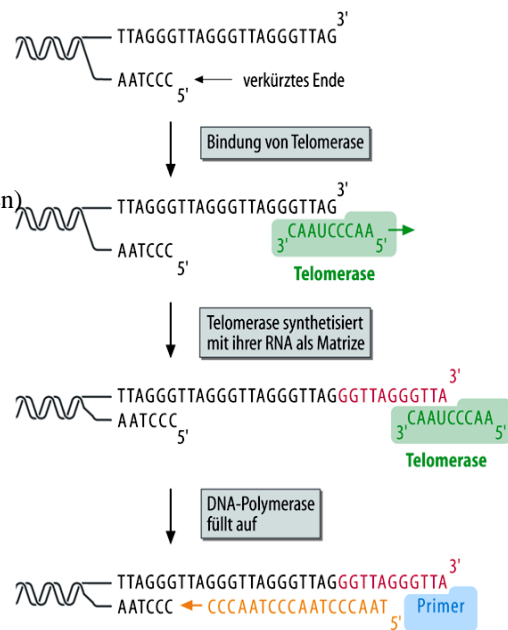 3'
TTAGGGTTAGGGTTAGGGTTAG
AATCCC ← verkürztes Ende
5'
Bindung von Telomerase
en)
3'
TTAGGGTTAGGGTTAGGGTTAG
CAAUCCCAA
3' 5'
AATCCC
5'
Telomerase
Telomerase synthetisiert
mit ihrer RNA als Matrize
3'
TTAGGGTTAGGGTTAGGGTTAGGGTTAGGGTTA
AATCCC
5'
CAAUCCCAA
3' 5'
Telomerase
DNA-Polymerase
füllt auf
3'
TTAGGGTTAGGGTTAGGGTTAGGGTTAGGGTTA
AATCCC ← CCCAATCCCAATCCCAAT
5'
Primer